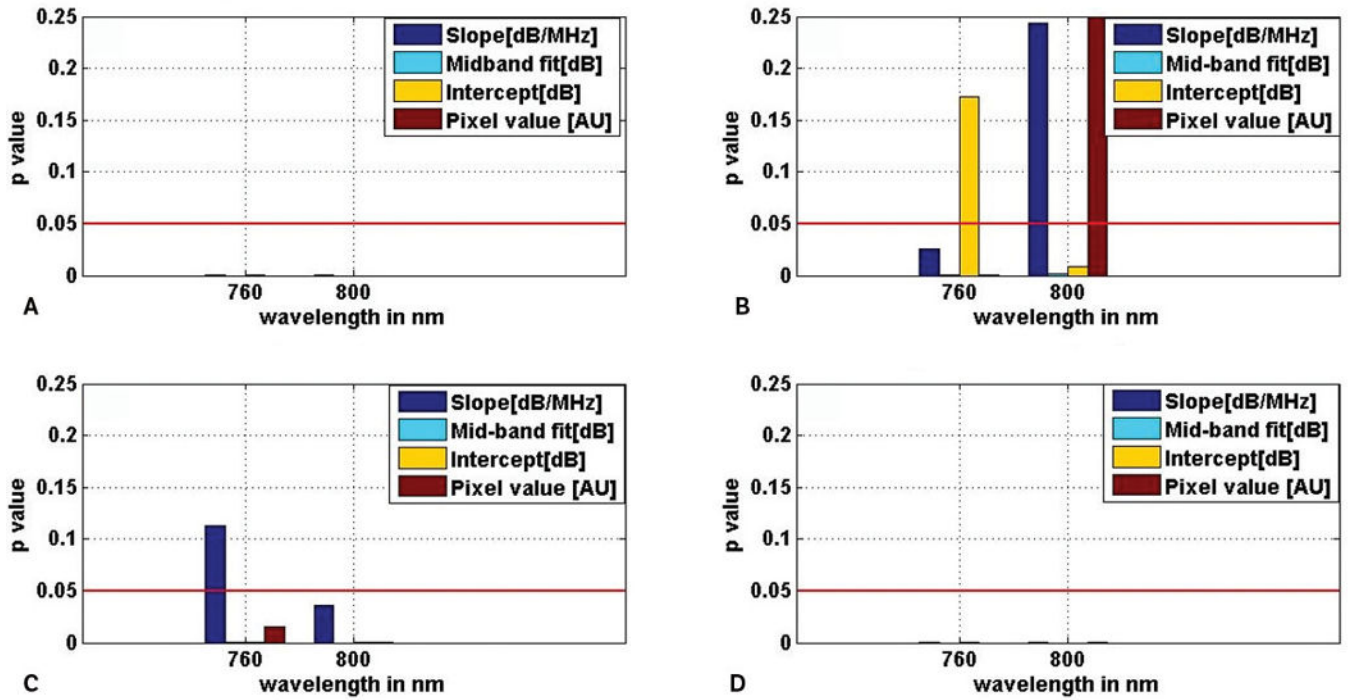 0.25
0.2
0.15
0.1
0.05
0
p value
Slope[dB/MHz]
Midband fit[dB]
Intercept[dB]
Pixel value [AU]
760 800
wavelength in nm
A
0.25
0.2
0.15
0.1
0.05
0
p value
Slope[dB/MHz]
Mid-band fit[dB]
Intercept[dB]
Pixel value [AU]
760 800
wavelength in nm
B
0.25
0.2
0.15
0.1
0.05
0
p value
Slope[dB/MHz]
Mid-band fit[dB]
Intercept[dB]
Pixel value [AU]
760 800
wavelength in nm
C
0.25
0.2
0.15
0.1
0.05
0
p value
Slope[dB/MHz]
Mid-band fit[dB]
Intercept[dB]
Pixel value [AU]
760 800
wavelength in nm
D